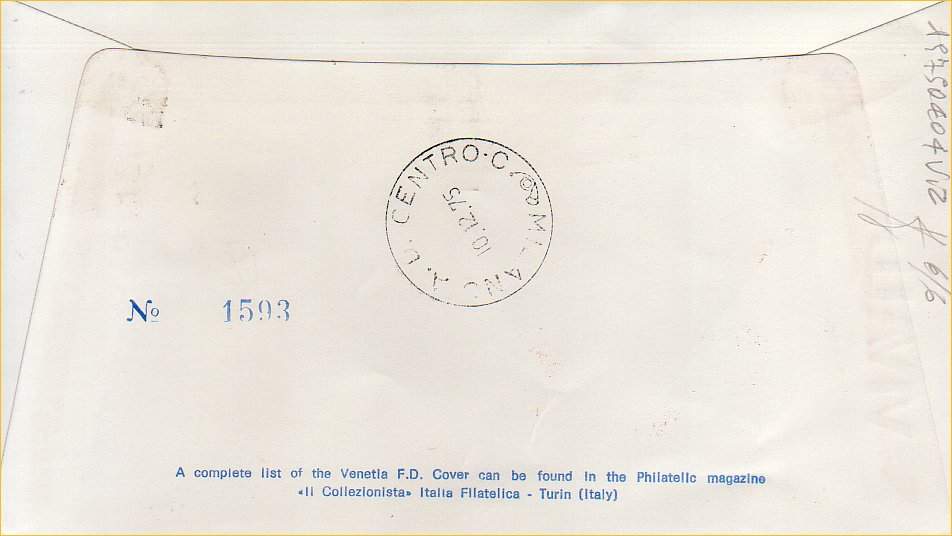 A.D. CENTRO-C MILANO
10.12.75
No 1593
A complete list of the Venetia F.D. Cover can be found in the Philatelic magazine
«Il Collezionista» Italia Filatelica - Turin (Italy)